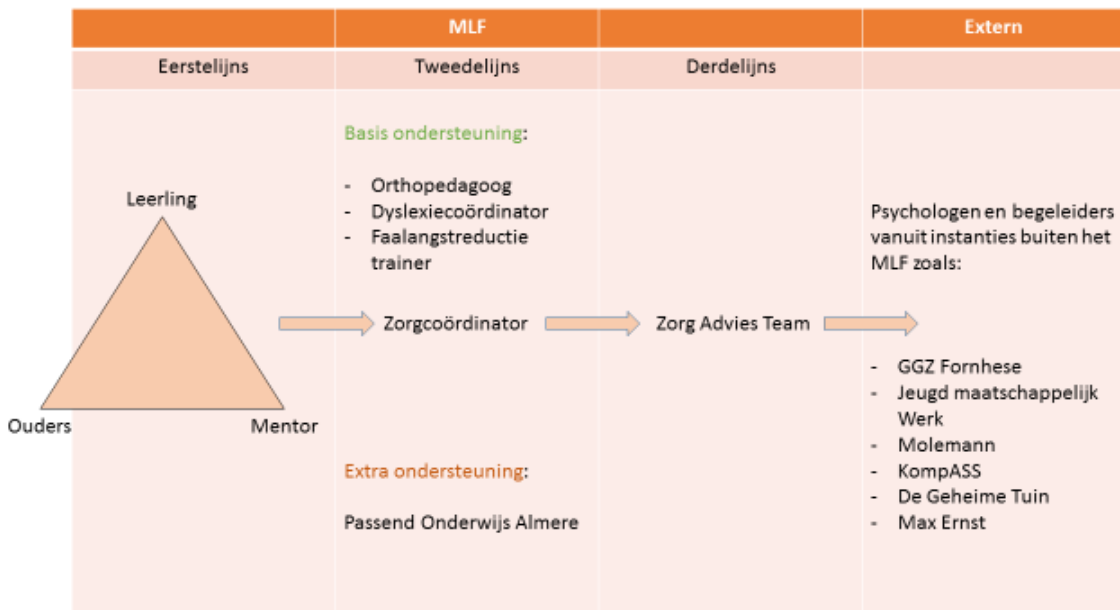 MLF
Extern
Eerstelijns
Tweedelijns
Derdelijns
Leerling
Ouders
Mentor
Basis ondersteuning:
- Orthopedagoog
- Dyslexiecoördinator
- Faalangstreductie
trainer
Zorgcoördinator
Extra ondersteuning:
Passend Onderwijs Almere
Zorg Advies Team
Psychologen en begeleiders
vanuit instanties buiten het
MLF zoals:
- GGZ Fornhese
- Jeugd maatschappelijk
Werk
- Molemann
- KompASS
- De Geheime Tuin
- Max Ernst